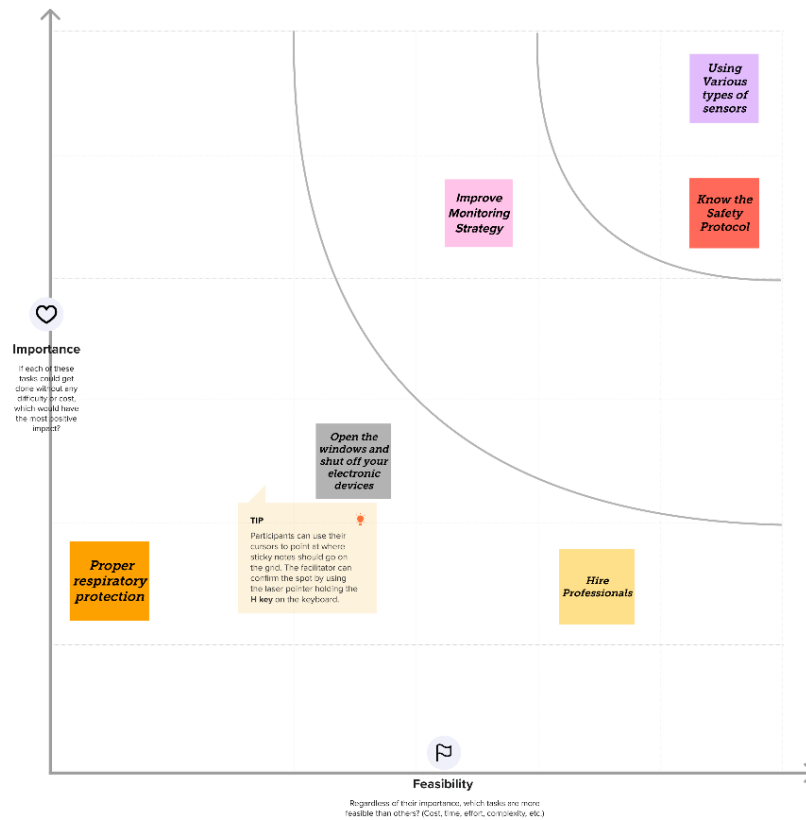 Using
Various
types of
sensors
Improve
Monitoring
Strategy
Know the
Safety
Protocol
Importance
If each of these
tasks could get
done without any
difficulty or cost,
which would have
the most positive
impact?
Open the
windows and
shut off your
electronic
devices
TIP
Participants can use their
cursors to point at where
sticky notes should go on
the grid. The facilitator can
confirm the spot by using
the laser pointer holding the
H key on the keyboard.
Proper
respiratory
protection
Hire
Professionals
Feasibility
Regardless of their importance, which tasks are more
feasible than others? (Cost, time, effort, complexity, etc.)